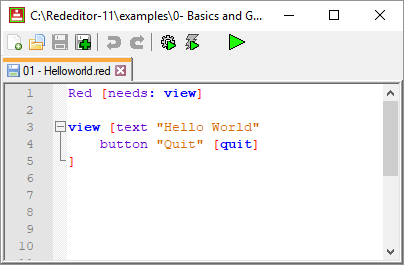 C:\Rededitor-11\examples\0- Basics and G...
01 - Helloworld.red
1 Red [needs: view]
2
3 view [text "Hello World"
4 button "Quit" [quit]
5 ]
6
7
8
9
10